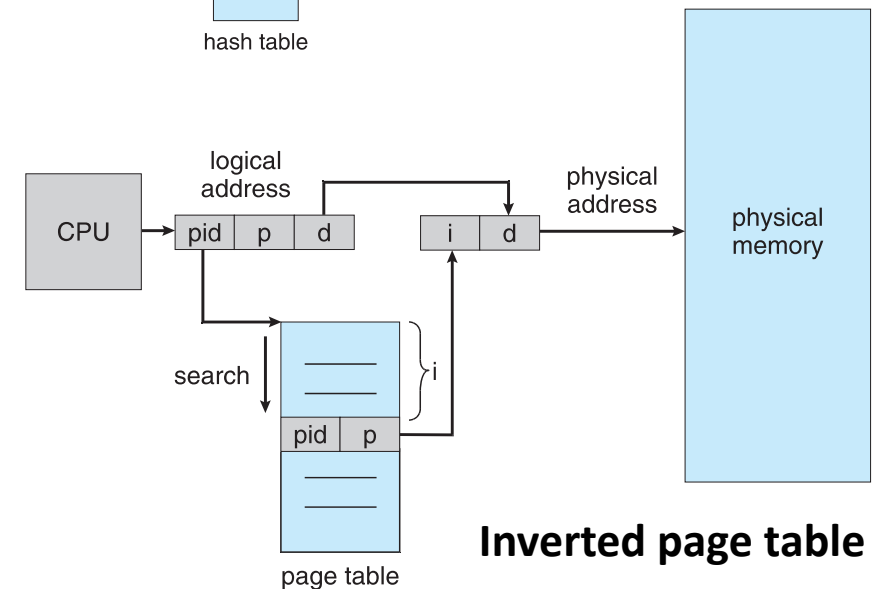 hash table
logical
address
physical
address
CPU
pid p d
i d
physical
memory
search
i
pid p
Inverted page table
page table